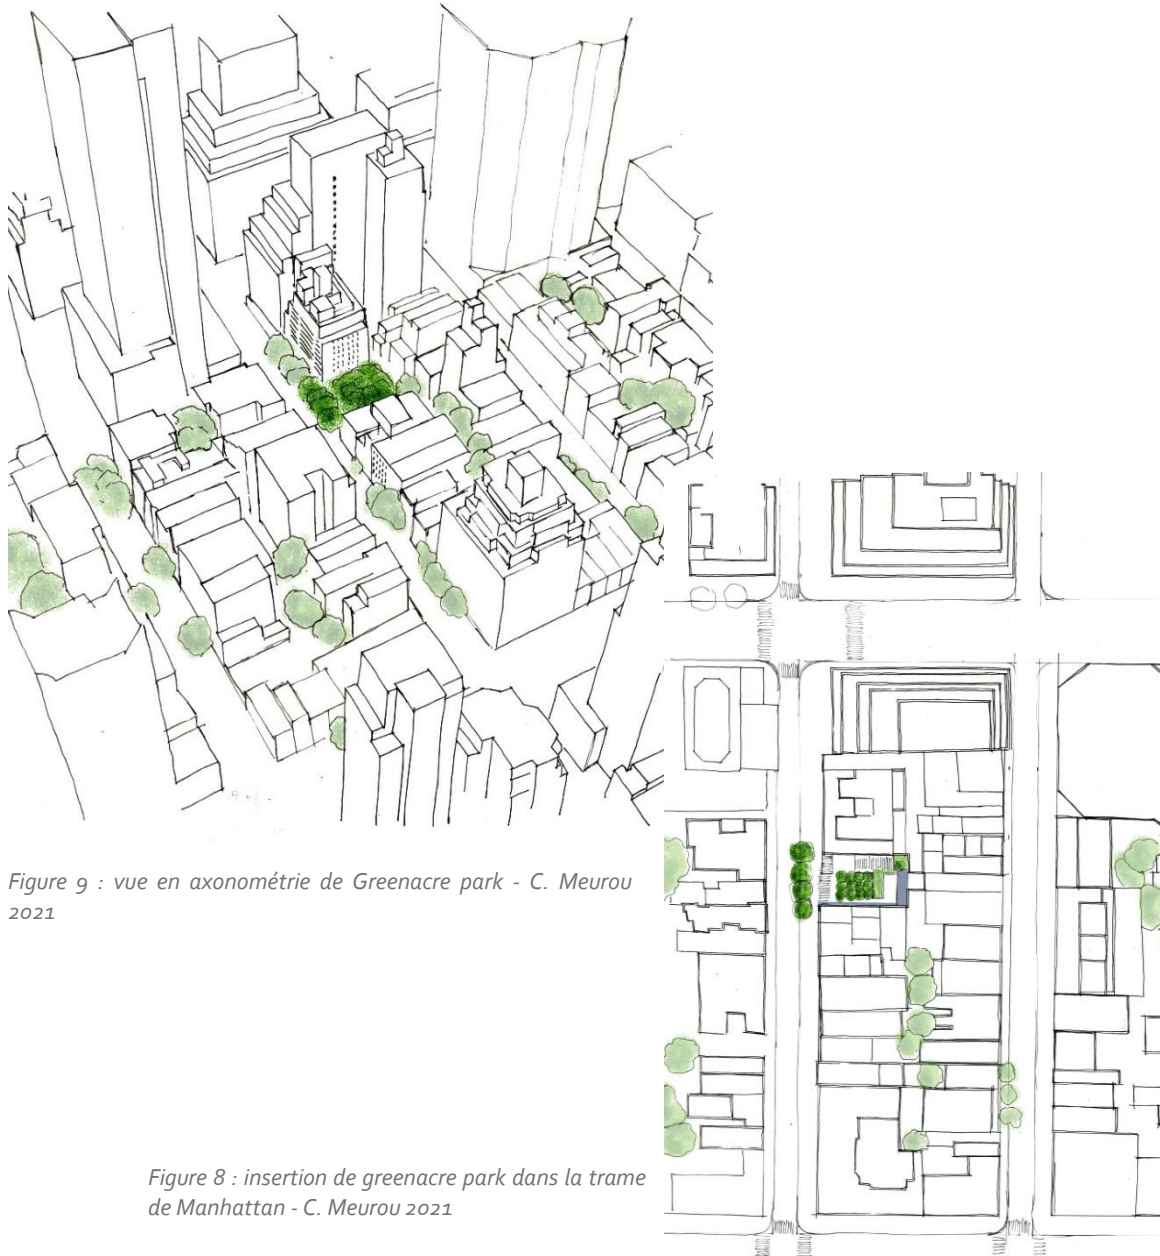 Figure 9 : vue en axonométrie de Greenacre park - C. Meurou
2021
Figure 8 : insertion de greenacre park dans la trame
de Manhattan - C. Meurou 2021